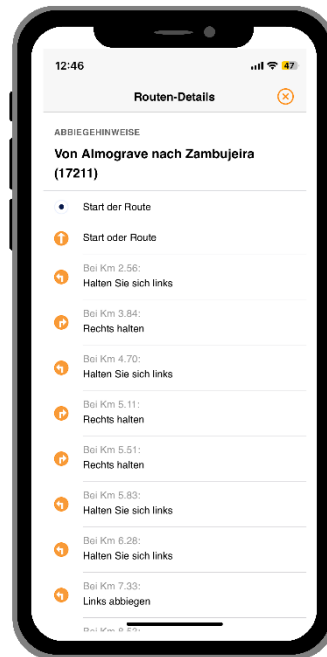 12:46
47
Routen-Details
ABBIEGEHINWEISE
Von Almograve nach Zambujeira
(17211)
Start der Route
Start oder Route
Bei Km 2.56:
Halten Sie sich links
Bei Km 3.84:
Rechts halten
Bei Km 4.70:
Halten Sie sich links
Bei Km 5.11:
Rechts halten
Bei Km 5.51:
Rechts halten
Bei Km 5.83:
Halten Sie sich links
Bei Km 6.28:
Halten Sie sich links
Bei Km 7.33:
Links abbiegen
Bei Km